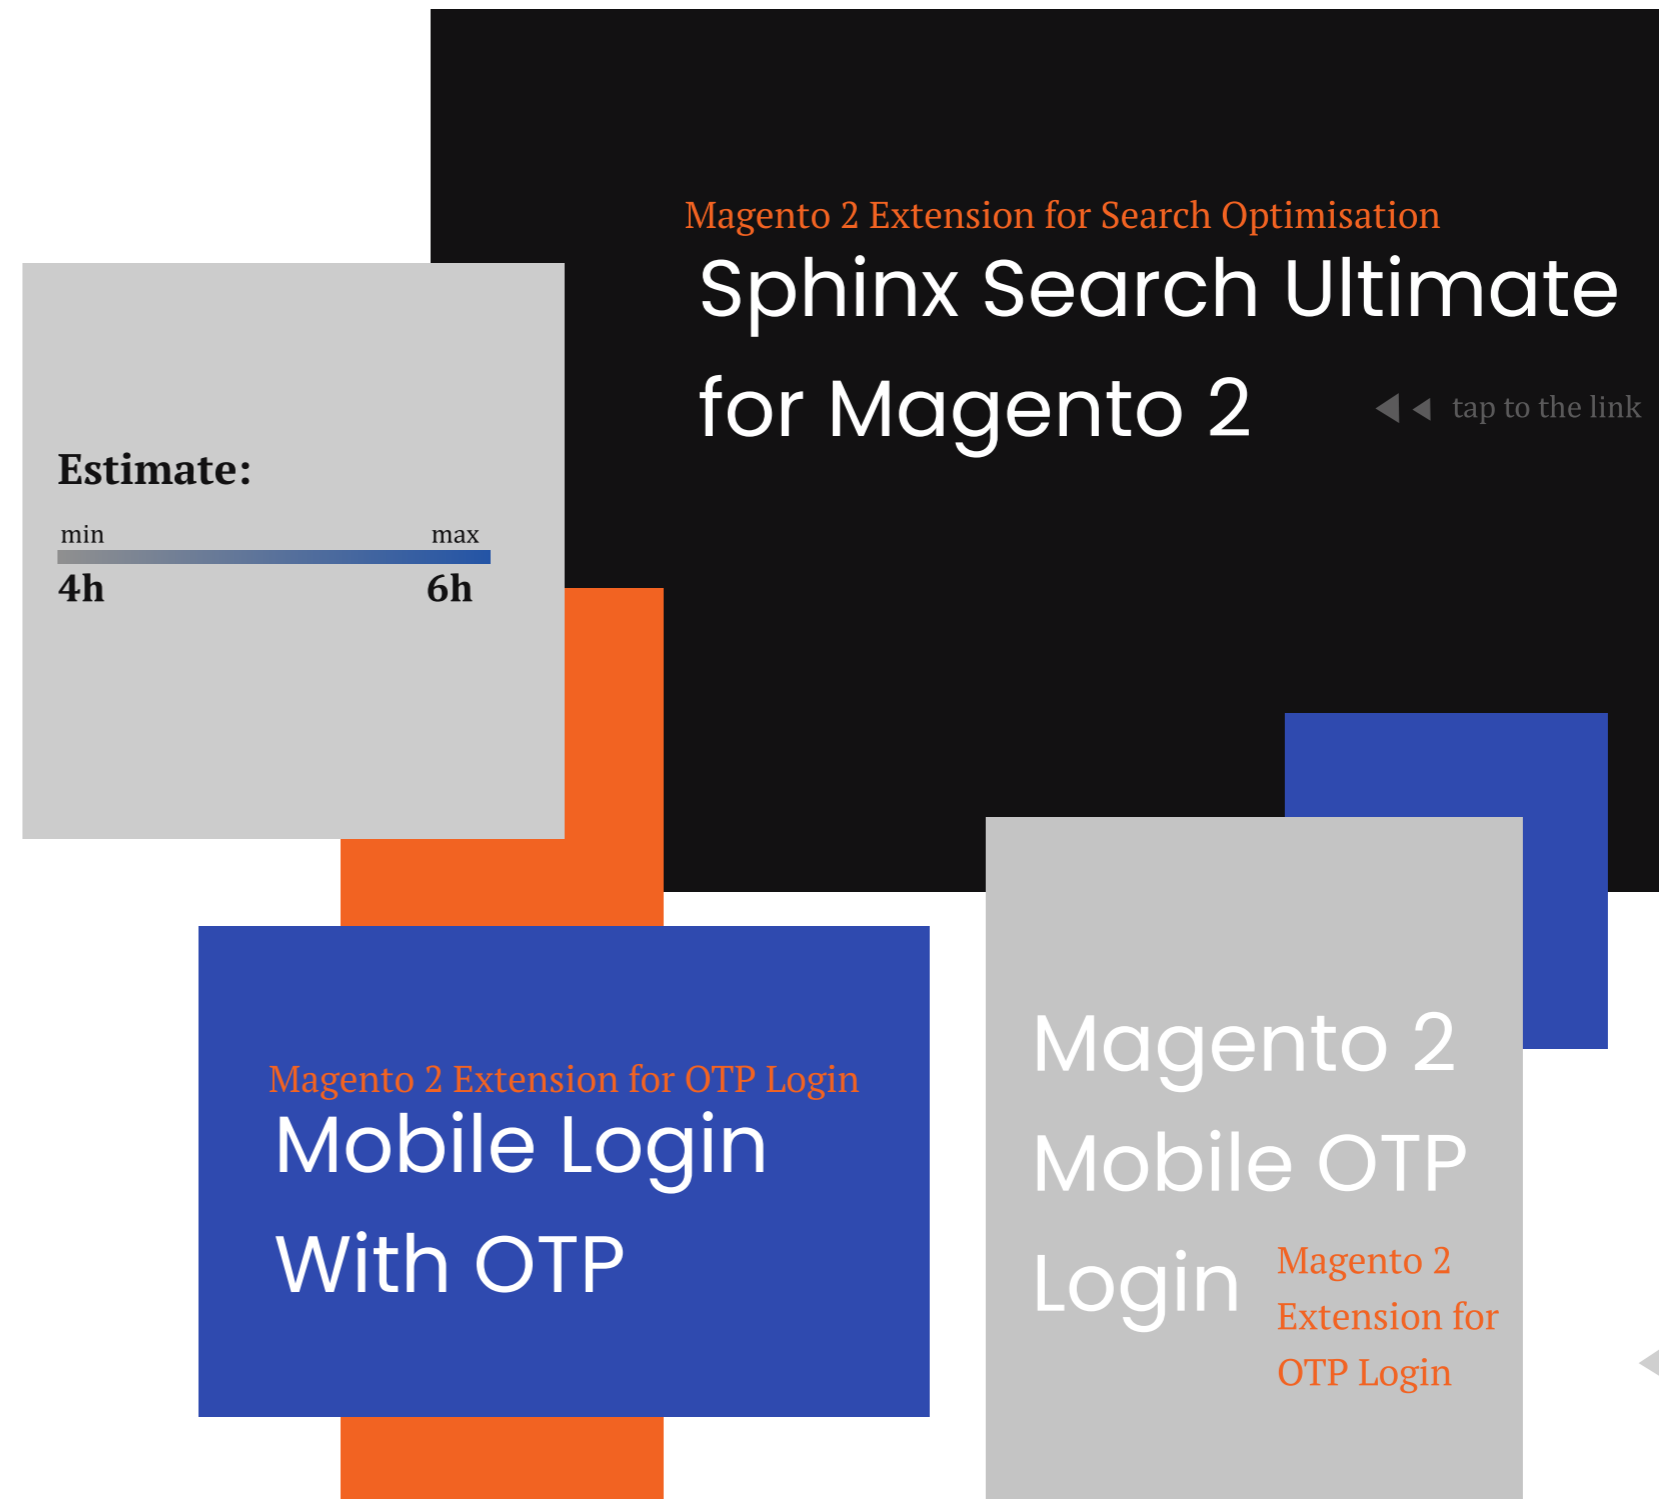 Magento 2 Extension for Search Optimisation
Sphinx Search Ultimate
for Magento 2
tap to the link
Estimate:
min max
4h 6h
Magento 2 Extension for OTP Login
Mobile Login
With OTP
Magento 2
Mobile OTP
Login
Magento 2
Extension for
OTP Login